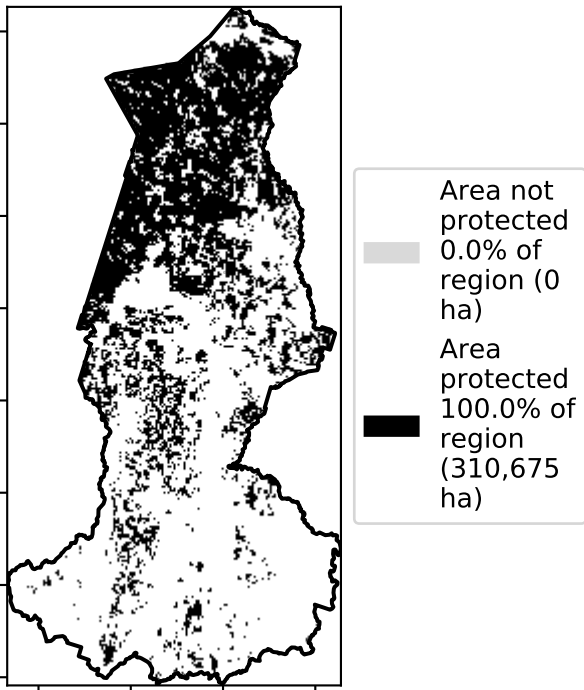 Area not
protected
0.0% of
region (0
ha)
Area
protected
100.0% of
region
(310,675
ha)